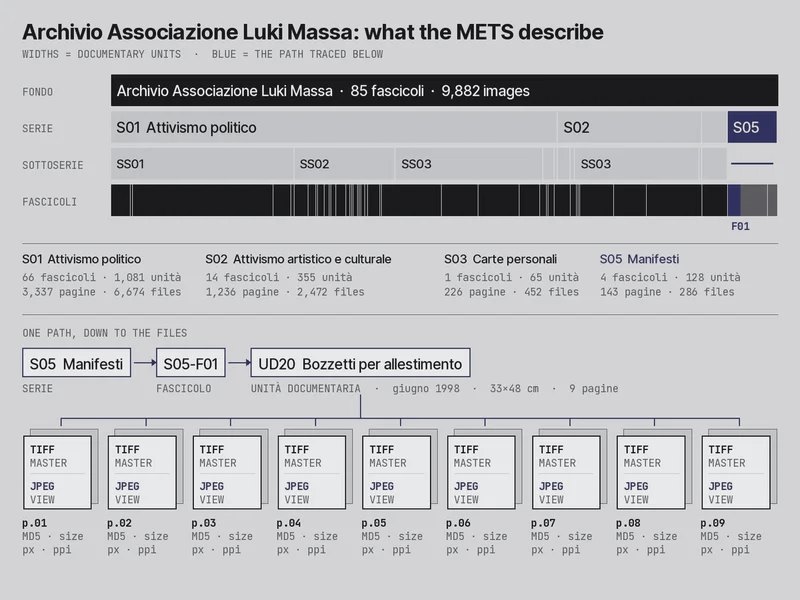 Archivio Associazione Luki Massa: what the METS describe
WIDTHS = DOCUMENTARY UNITS · BLUE = THE PATH TRACED BELOW
FONDO
Archivio Associazione Luki Massa · 85 fascicoli · 9,882 images
SERIE
S01 Attivismo politico
S02
S05
SOTTOSERIE
SS01
SS02
SS03
SS03
FASCICOLI
F01
S01 Attivismo politico
66 fascicoli · 1,081 unità
3,337 pagine · 6,674 files
S02 Attivismo artistico e culturale
14 fascicoli · 355 unità
1,236 pagine · 2,472 files
S03 Carte personali
1 fascicoli · 65 unità
226 pagine · 452 files
S05 Manifesti
4 fascicoli · 128 unità
143 pagine · 286 files
ONE PATH, DOWN TO THE FILES
S05 Manifesti
S05-F01
UD20 Bozzetti per allestimento
SERIE
FASCICOLO
UNITÀ DOCUMENTARIA · giugno 1998 · 33×48 cm · 9 pagine
TIFF
MASTER
JPEG
VIEW
p.01
MD5 · size
px · ppi
TIFF
MASTER
JPEG
VIEW
p.02
MD5 · size
px · ppi
TIFF
MASTER
JPEG
VIEW
p.03
MD5 · size
px · ppi
TIFF
MASTER
JPEG
VIEW
p.04
MD5 · size
px · ppi
TIFF
MASTER
JPEG
VIEW
p.05
MD5 · size
px · ppi
TIFF
MASTER
JPEG
VIEW
p.06
MD5 · size
px · ppi
TIFF
MASTER
JPEG
VIEW
p.07
MD5 · size
px · ppi
TIFF
MASTER
JPEG
VIEW
p.08
MD5 · size
px · ppi
TIFF
MASTER
JPEG
VIEW
p.09
MD5 · size
px · ppi